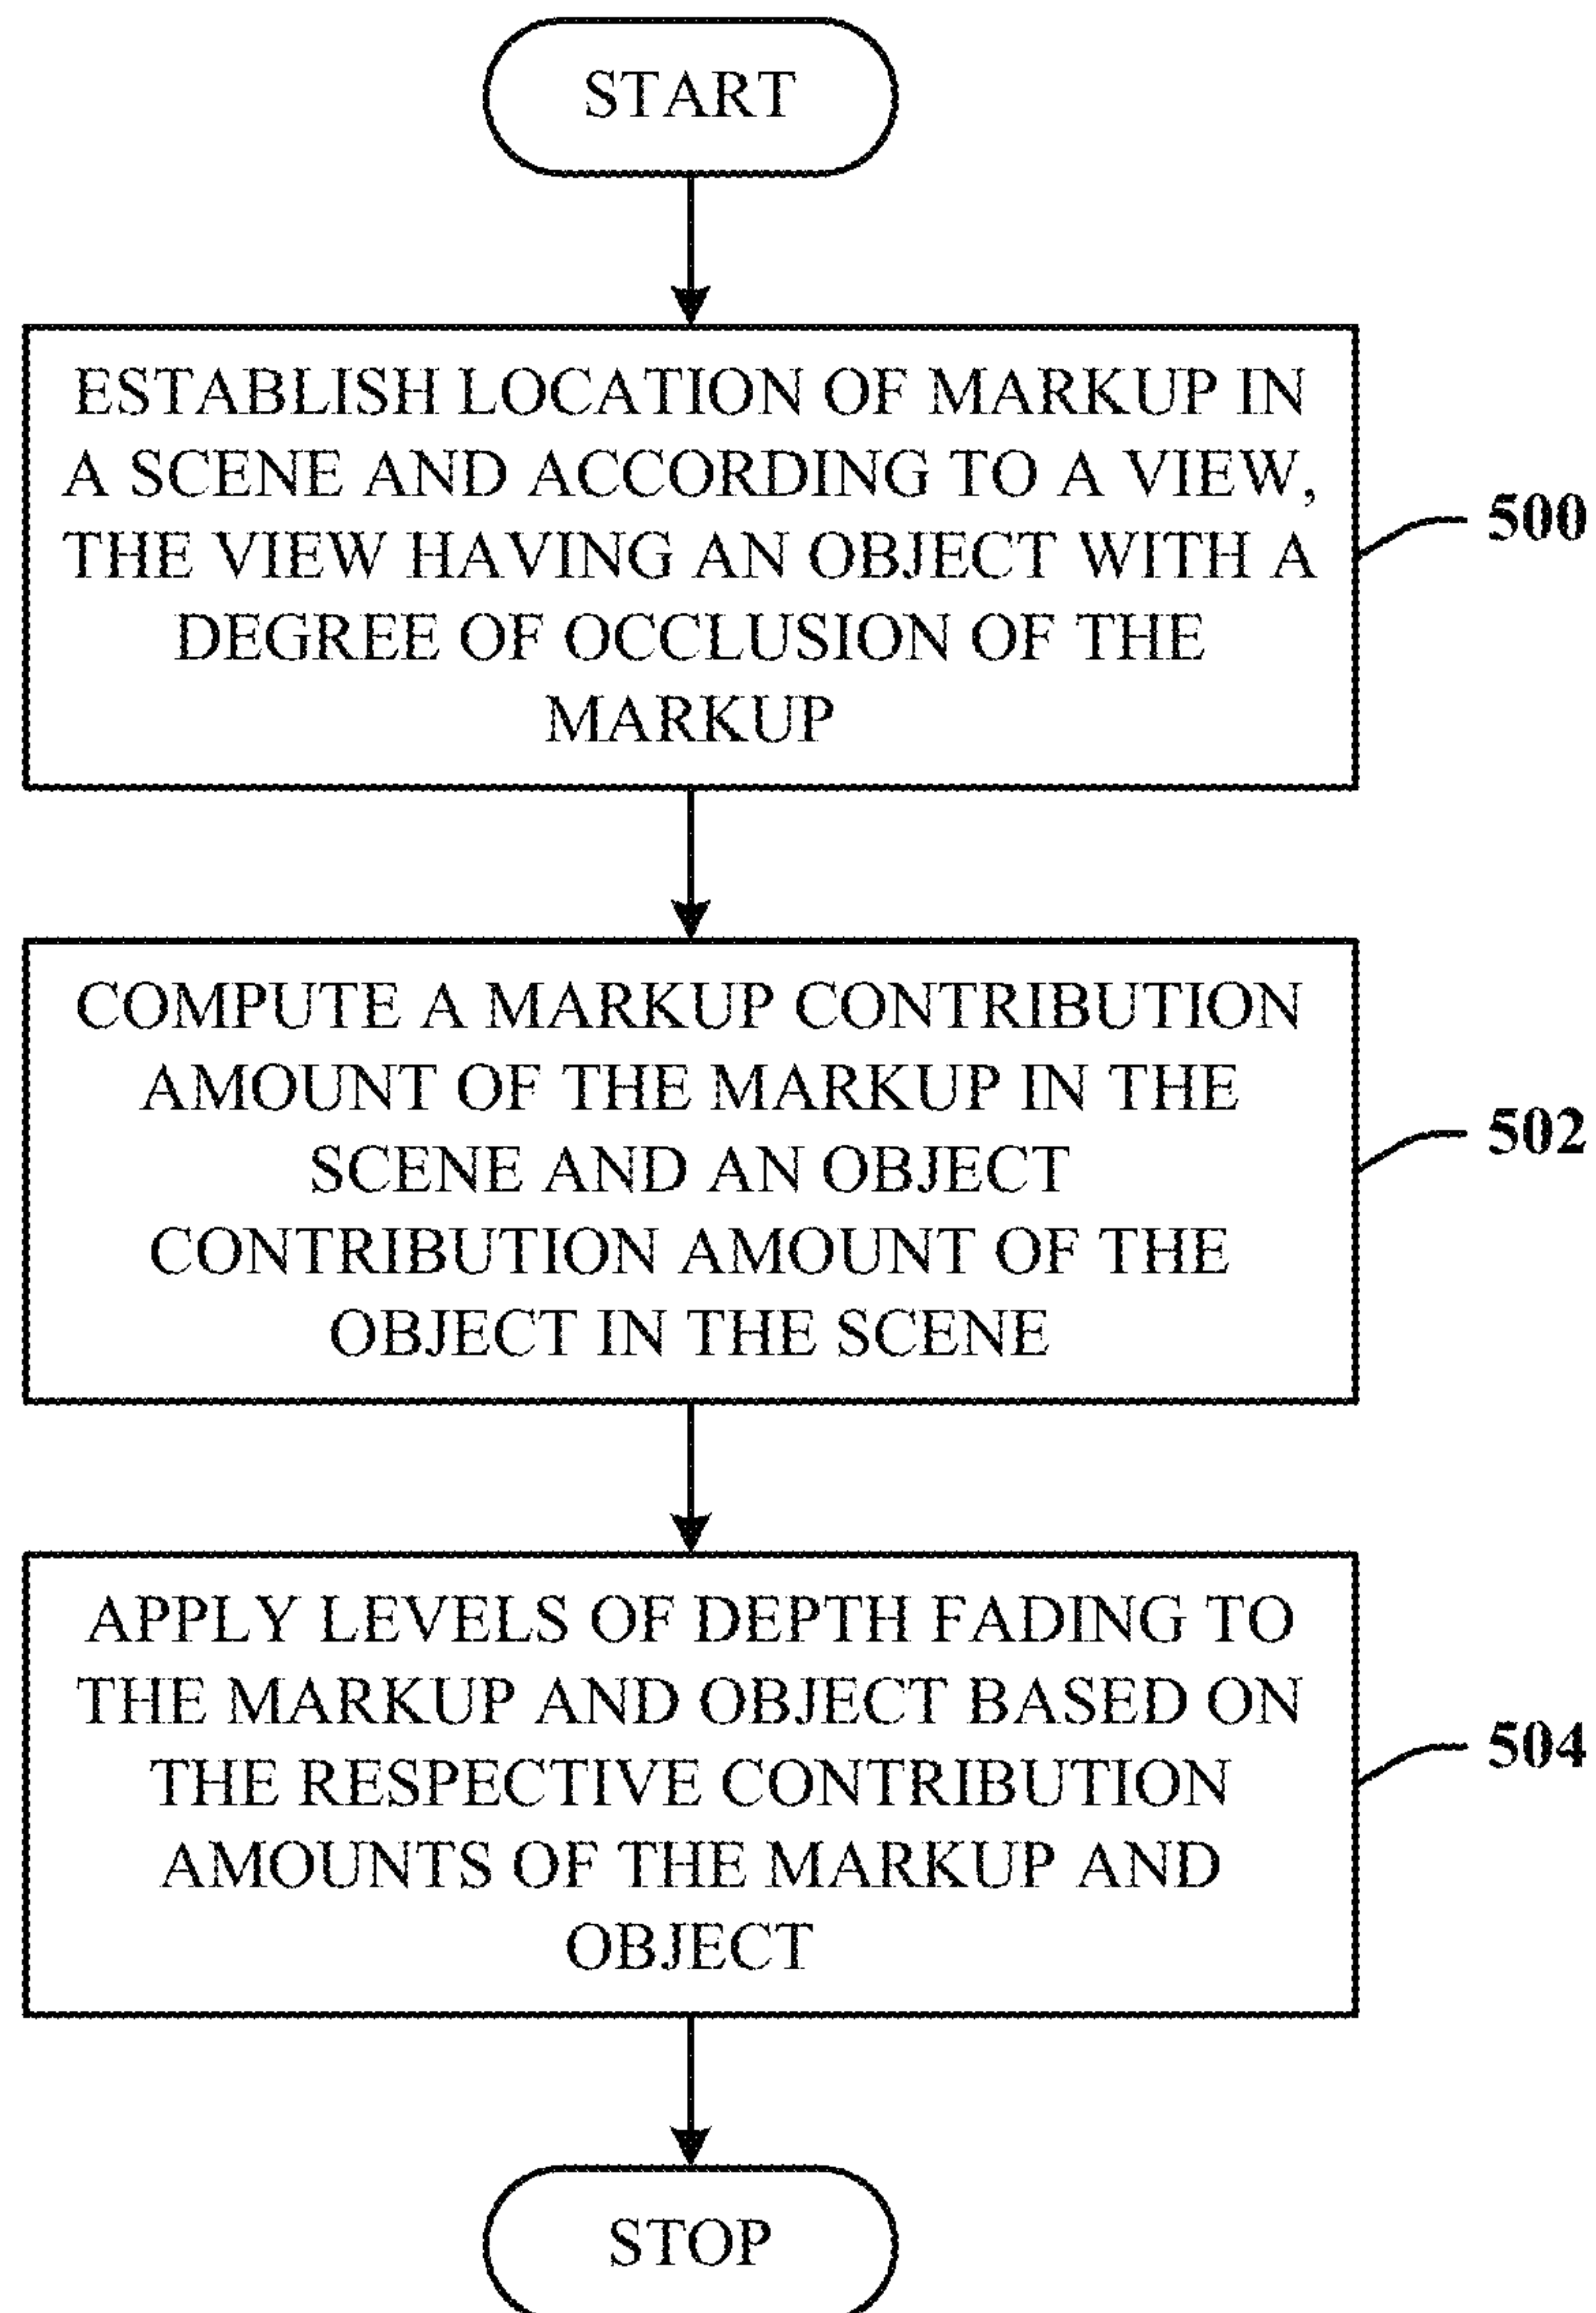 START
ESTABLISH LOCATION OF MARKUP IN
A SCENE AND ACCORDING TO A VIEW,
THE VIEW HAVING AN OBJECT WITH A
DEGREE OF OCCLUSION OF THE
MARKUP
500
COMPUTE A MARKUP CONTRIBUTION
AMOUNT OF THE MARKUP IN THE
SCENE AND AN OBJECT
CONTRIBUTION AMOUNT OF THE
OBJECT IN THE SCENE
502
APPLY LEVELS OF DEPTH FADING TO
THE MARKUP AND OBJECT BASED ON
THE RESPECTIVE CONTRIBUTION
AMOUNTS OF THE MARKUP AND
OBJECT
504
STOP